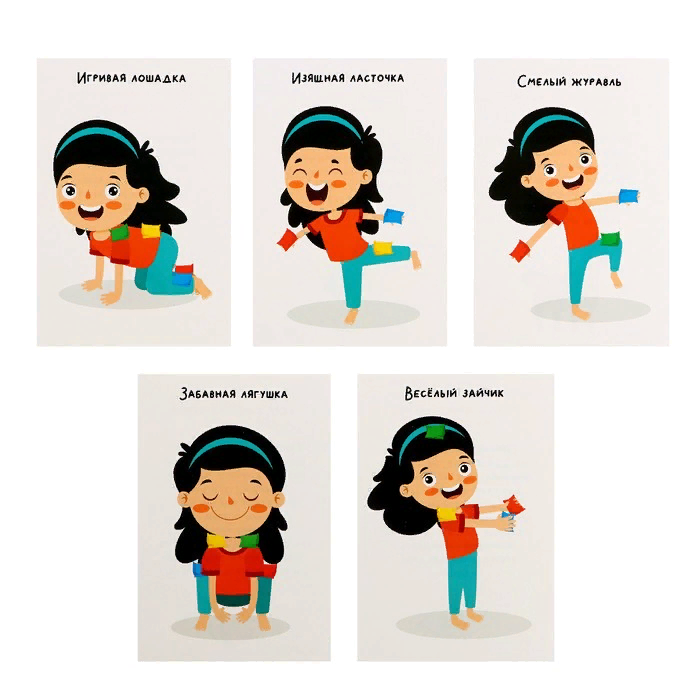 Игривая лошадка
Изящная ласточка
Смелый журавль
Забавная лягушка
Весёлый зайчик